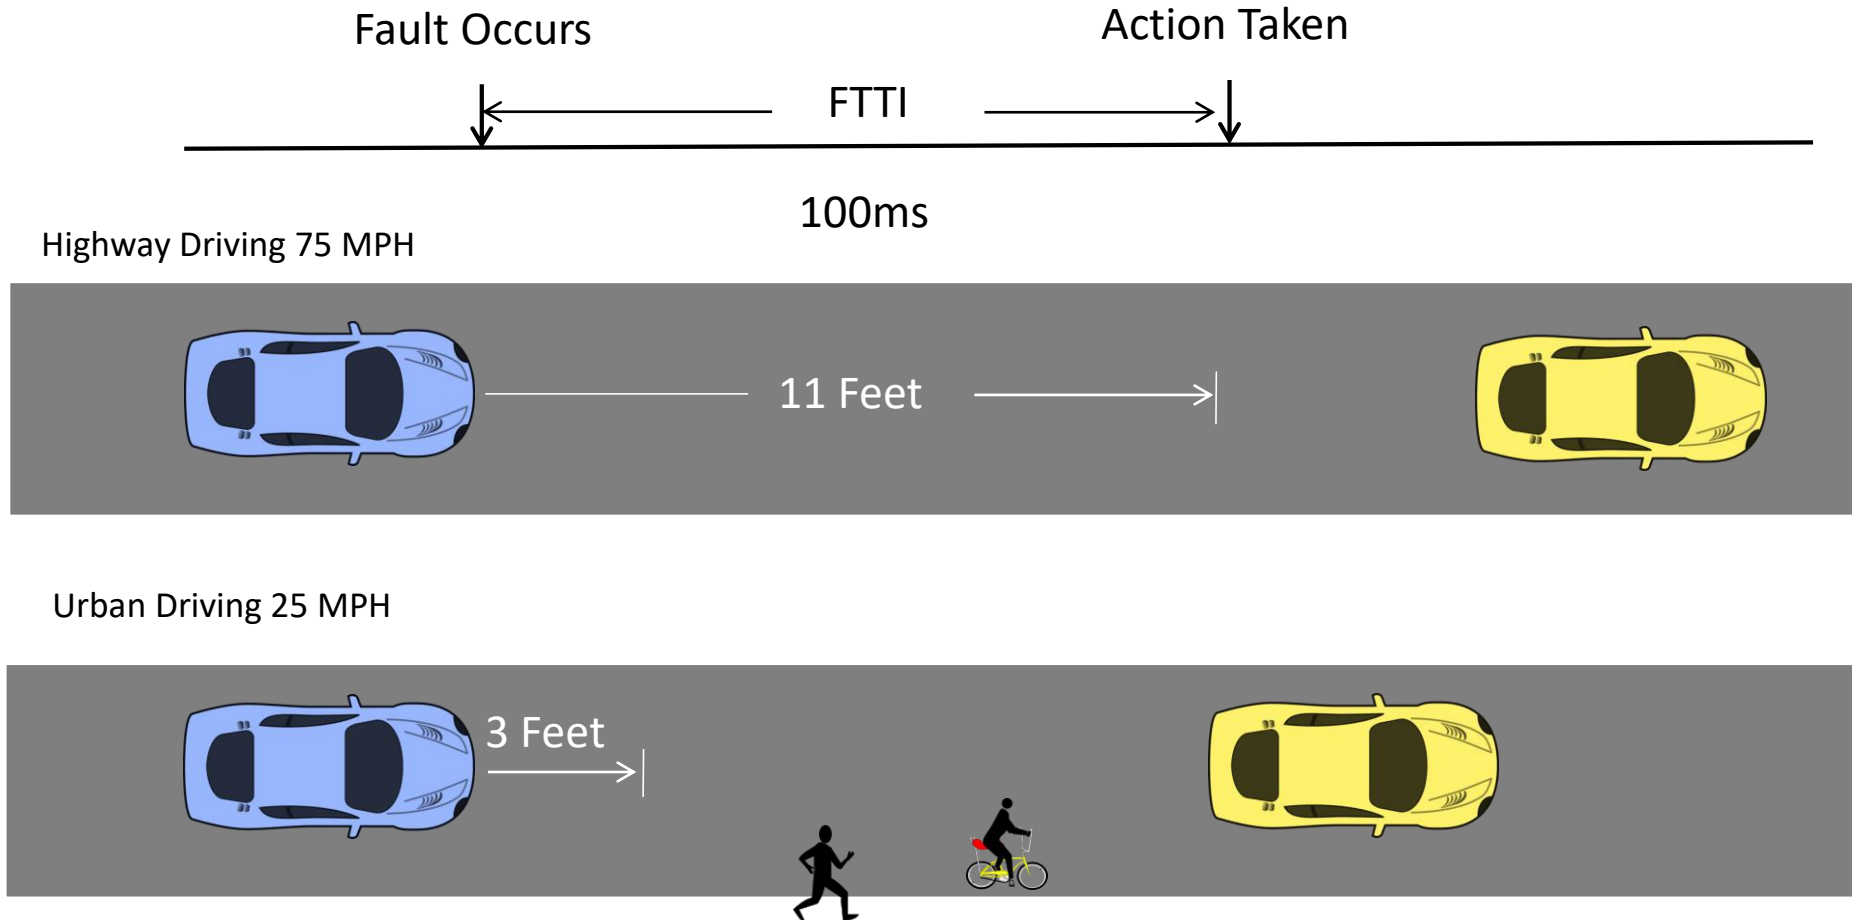 Fault Occurs
Action Taken
FTTI
100ms
Highway Driving 75 MPH
11 Feet
Urban Driving 25 MPH
3 Feet